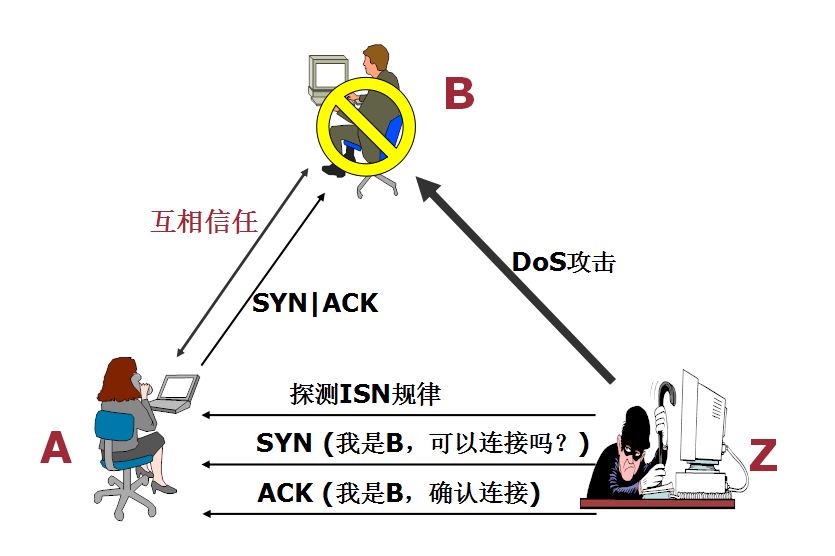 B
互相信任
DoS攻击
SYN|ACK
探测ISN规律
A
SYN (我是B，可以连接吗？)
Z
ACK (我是B，确认连接)